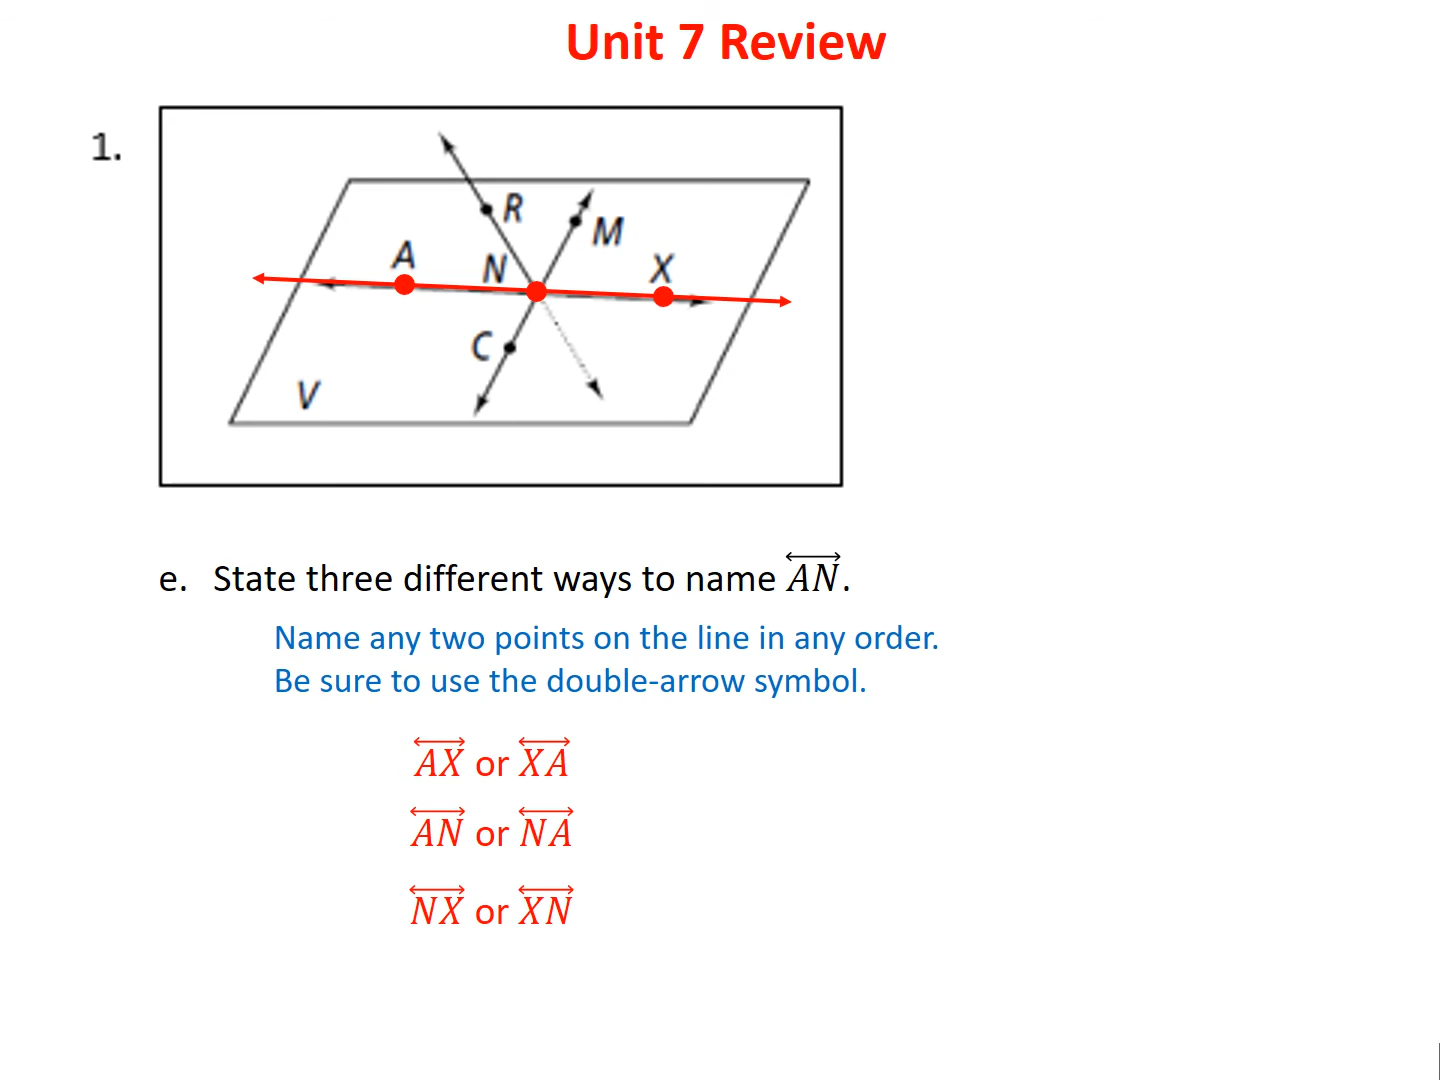 Unit 7 Review
1.
R
M
A
N
X
C
V
e. State three different ways to name AN.
Name any two points on the line in any order.
Be sure to use the double-arrow symbol.
AX or XA
AN or NA
NX or XN